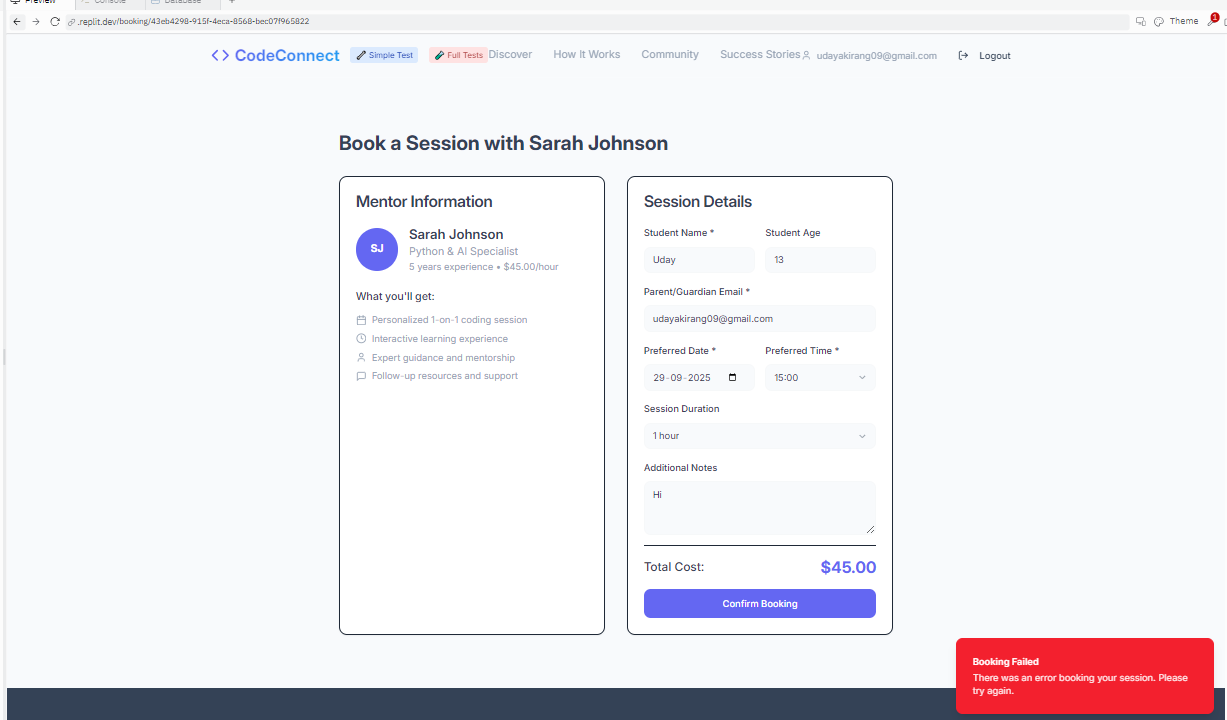 Preview Console Database
.replit.dev/booking/43eb4298-915f-4eca-8568-bec07f965822 Theme 1
CodeConnect Simple Test Full Tests Discover How It Works Community Success Stories udayakirang09@gmail.com Logout
Book a Session with Sarah Johnson
Mentor Information
SJ
Sarah Johnson
Python & AI Specialist
5 years experience • $45.00/hour
What you'll get:
Personalized 1-on-1 coding session
Interactive learning experience
Expert guidance and mentorship
Follow-up resources and support
Session Details
Student Name * Student Age
Uday 13
Parent/Guardian Email *
udayakirang09@gmail.com
Preferred Date * Preferred Time *
29-09-2025 15:00
Session Duration
1 hour
Additional Notes
Hi
Total Cost: $45.00
Confirm Booking
Booking Failed
There was an error booking your session. Please
try again.